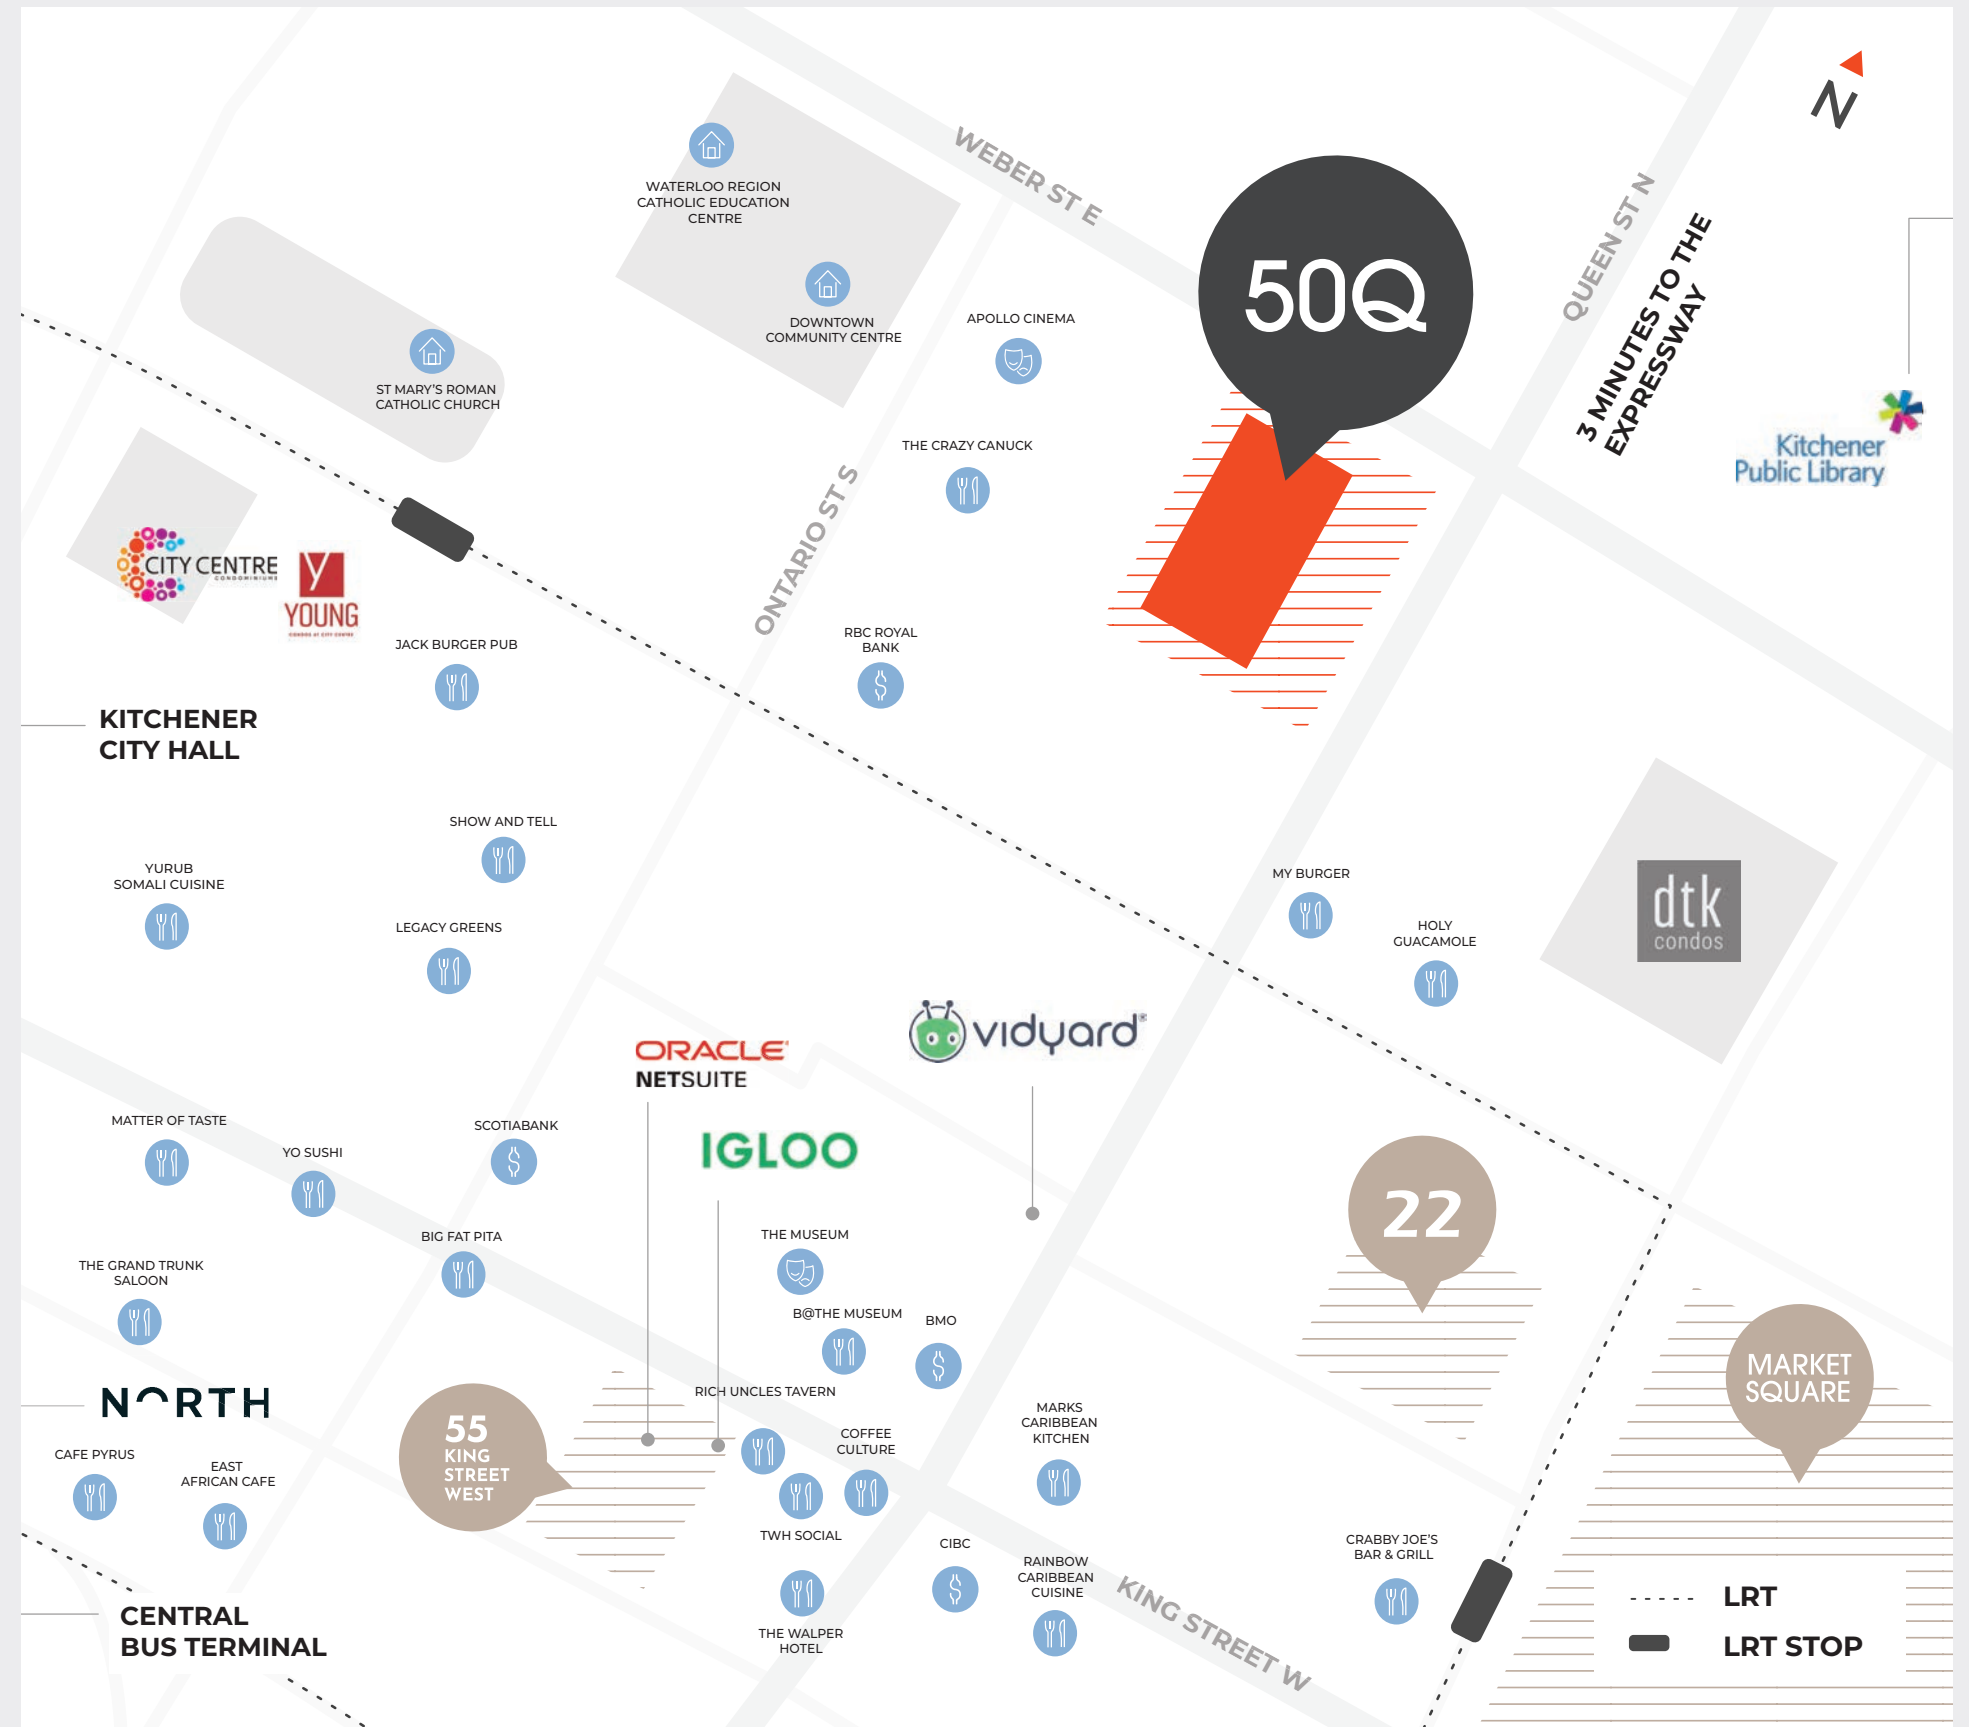 N
WEBER ST E
WATERLOO REGION
CATHOLIC EDUCATION
CENTRE
QUEEN ST N
3 MINUTES TO THE
EXPRESSWAY
50Q
DOWNTOWN
COMMUNITY CENTRE
APOLLO CINEMA
ST MARY'S ROMAN
CATHOLIC CHURCH
THE CRAZY CANUCK
Kitchener
Public Library
ONTARIO ST S
CITY CENTRE
CONDOMINIUMS
Y
YOUNG
CONDOS AT CITY CENTRE
JACK BURGER PUB
RBC ROYAL
BANK
KITCHENER
CITY HALL
SHOW AND TELL
YURUB
SOMALI CUISINE
MY BURGER
LEGACY GREENS
HOLY
GUACAMOLE
dtk
condos
vidyard
ORACLE
NETSUITE
MATTER OF TASTE
YO SUSHI
SCOTIABANK
IGLOO
22
BIG FAT PITA
THE MUSEUM
THE GRAND TRUNK
SALOON
B@THE MUSEUM
BMO
MARKET
SQUARE
NORTH
RICH UNCLES TAVERN
55
KING
STREET
WEST
MARKS
CARIBBEAN
KITCHEN
COFFEE
CULTURE
CAFE PYRUS
EAST
AFRICAN CAFE
TWH SOCIAL
CIBC
RAINBOW
CARIBBEAN
CUISINE
CRABBY JOE'S
BAR & GRILL
KING STREET W
CENTRAL
BUS TERMINAL
THE WALPER
HOTEL
LRT
LRT STOP